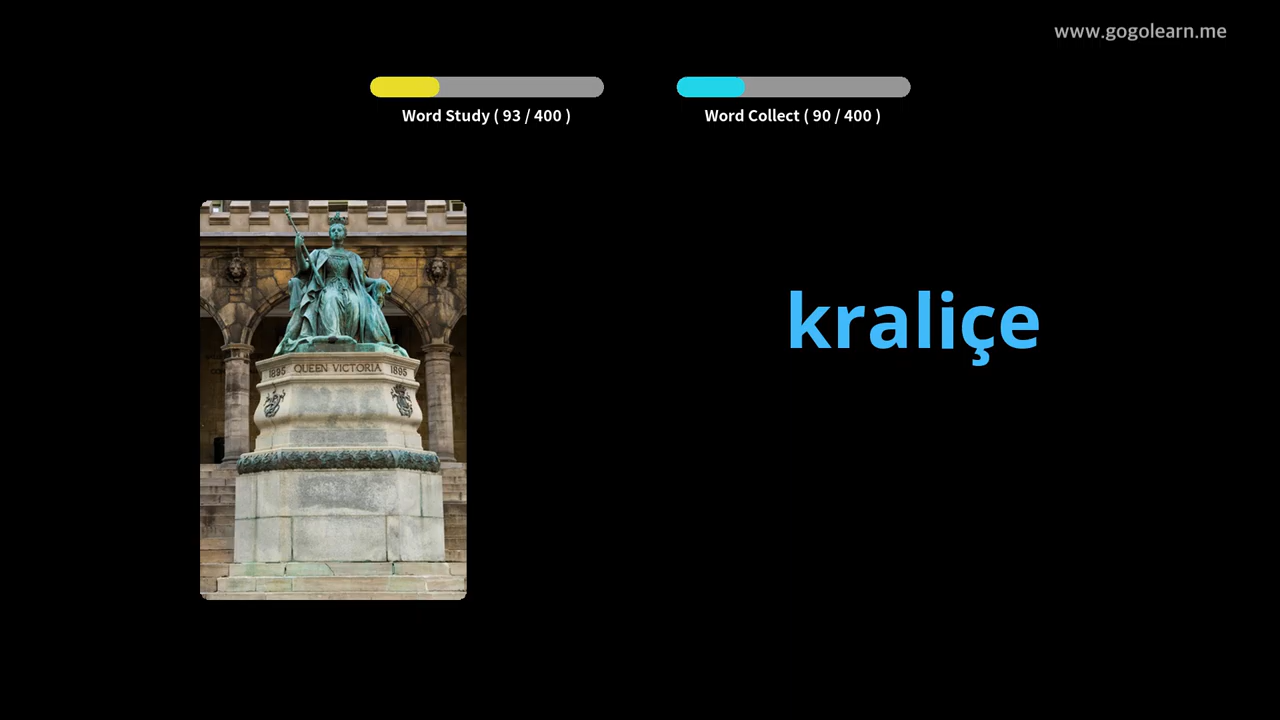 www.gogolearn.me
Word Study ( 93 / 400 )
Word Collect ( 90 / 400 )
kraliçe
1895 QUEEN VICTORIA 1895